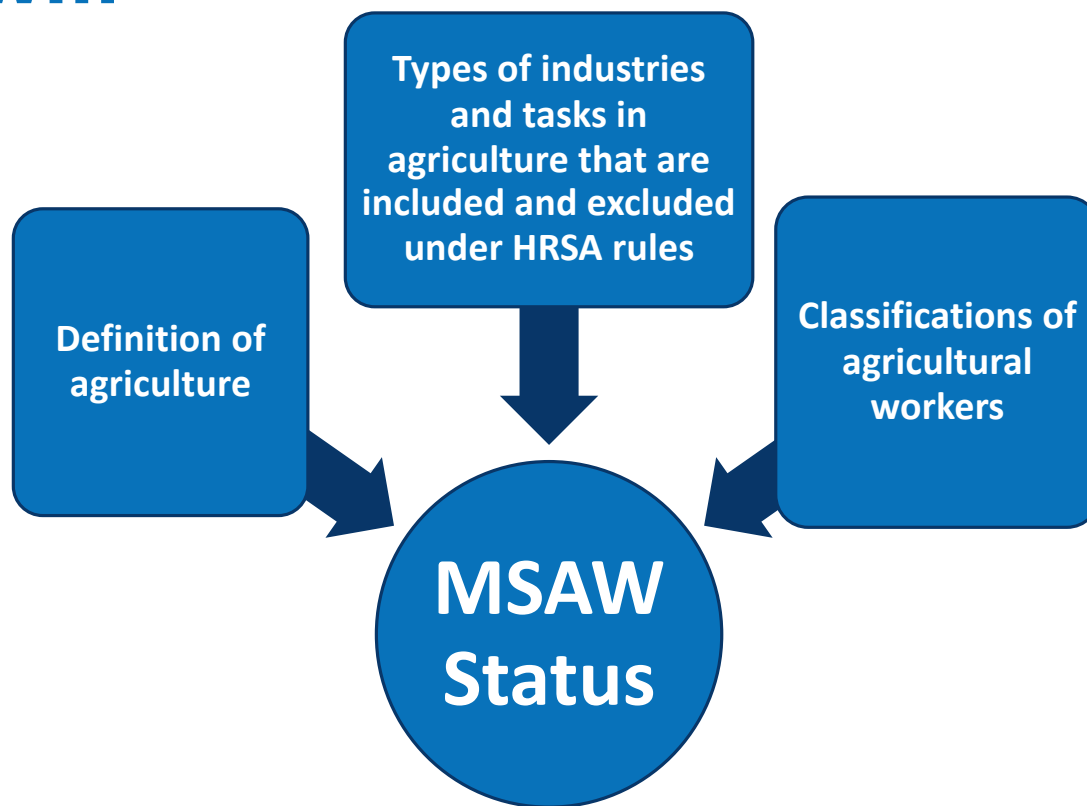 Types of industries
and tasks in
agriculture that are
included and excluded
under HRSA rules
Definition of
agriculture
Classifications of
agricultural
workers
MSAW
Status